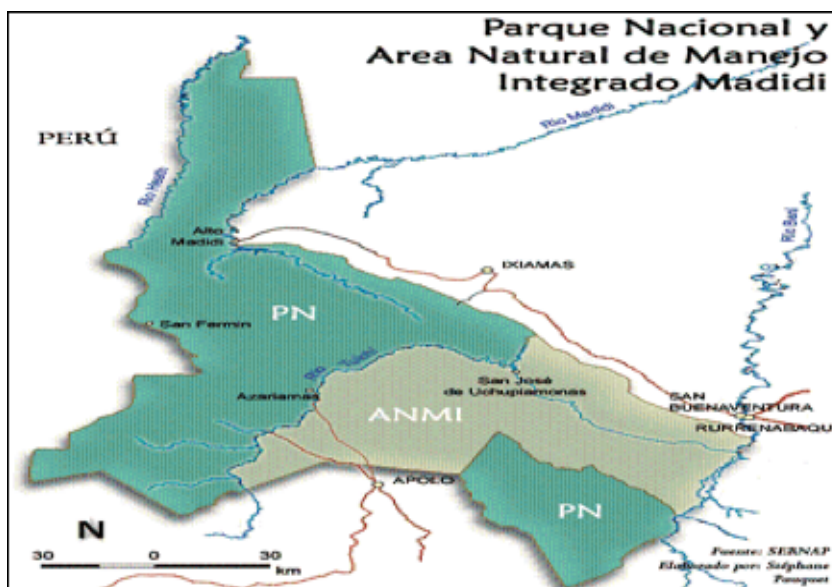 Parque Nacional y
Area Natural de Manejo
Integrado Madidi
PERÚ
Río Madidi
Río Heath
Río Beni
Alto
Madidi
IXIAMAS
PN
San Fermín
Río Tuichi
Azariamas
San José
de Uchupiamonas
ANMI
SAN
BUENAVENTURA
RURRENABAQU
APOLO
PN
N
30 0 30
km
Fuente: SERNAP
Elaborado por: Stéphane
Pasquer